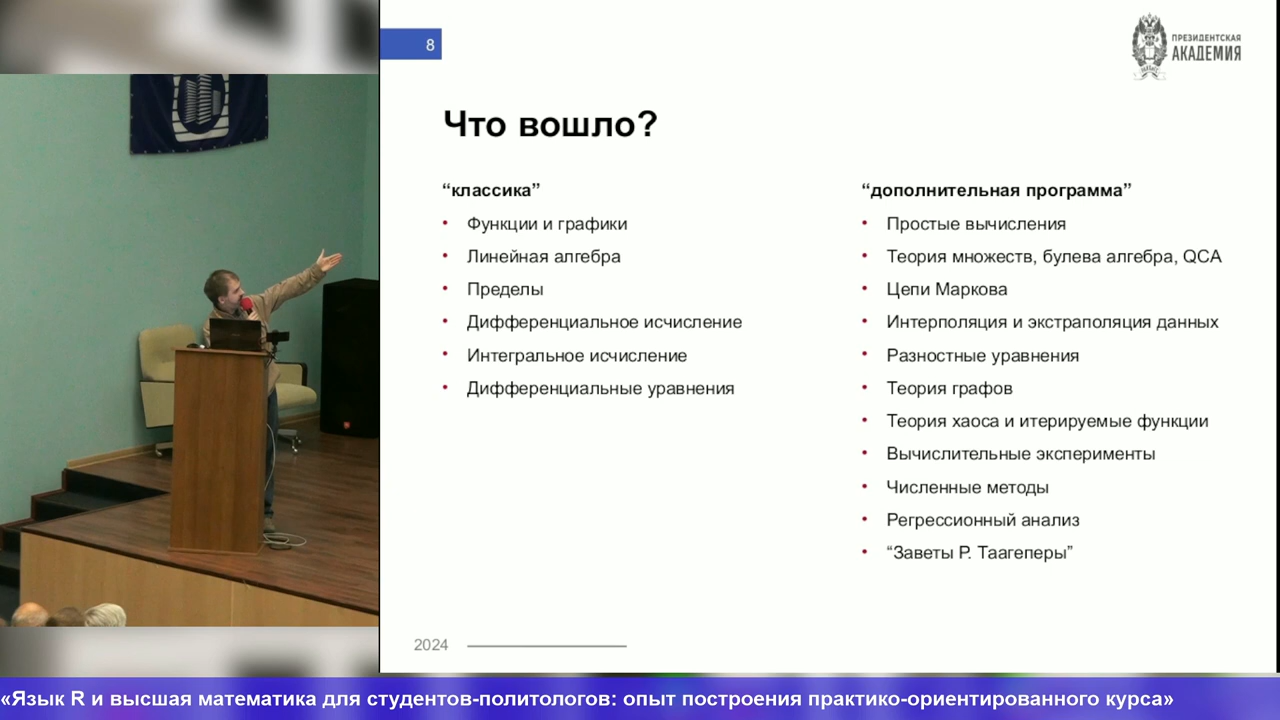 8
ПРЕЗИДЕНТСКАЯ
АКАДЕМИЯ
Что вошло?
“классика”
• Функции и графики
• Линейная алгебра
• Пределы
• Дифференциальное исчисление
• Интегральное исчисление
• Дифференциальные уравнения
“дополнительная программа”
• Простые вычисления
• Теория множеств, булева алгебра, QCA
• Цепи Маркова
• Интерполяция и экстраполяция данных
• Разностные уравнения
• Теория графов
• Теория хаоса и итерируемые функции
• Вычислительные эксперименты
• Численные методы
• Регрессионный анализ
• “Заветы Р. Таагеперы”
2024
«Язык R и высшая математика для студентов-политологов: опыт построения практико-ориентированного курса»